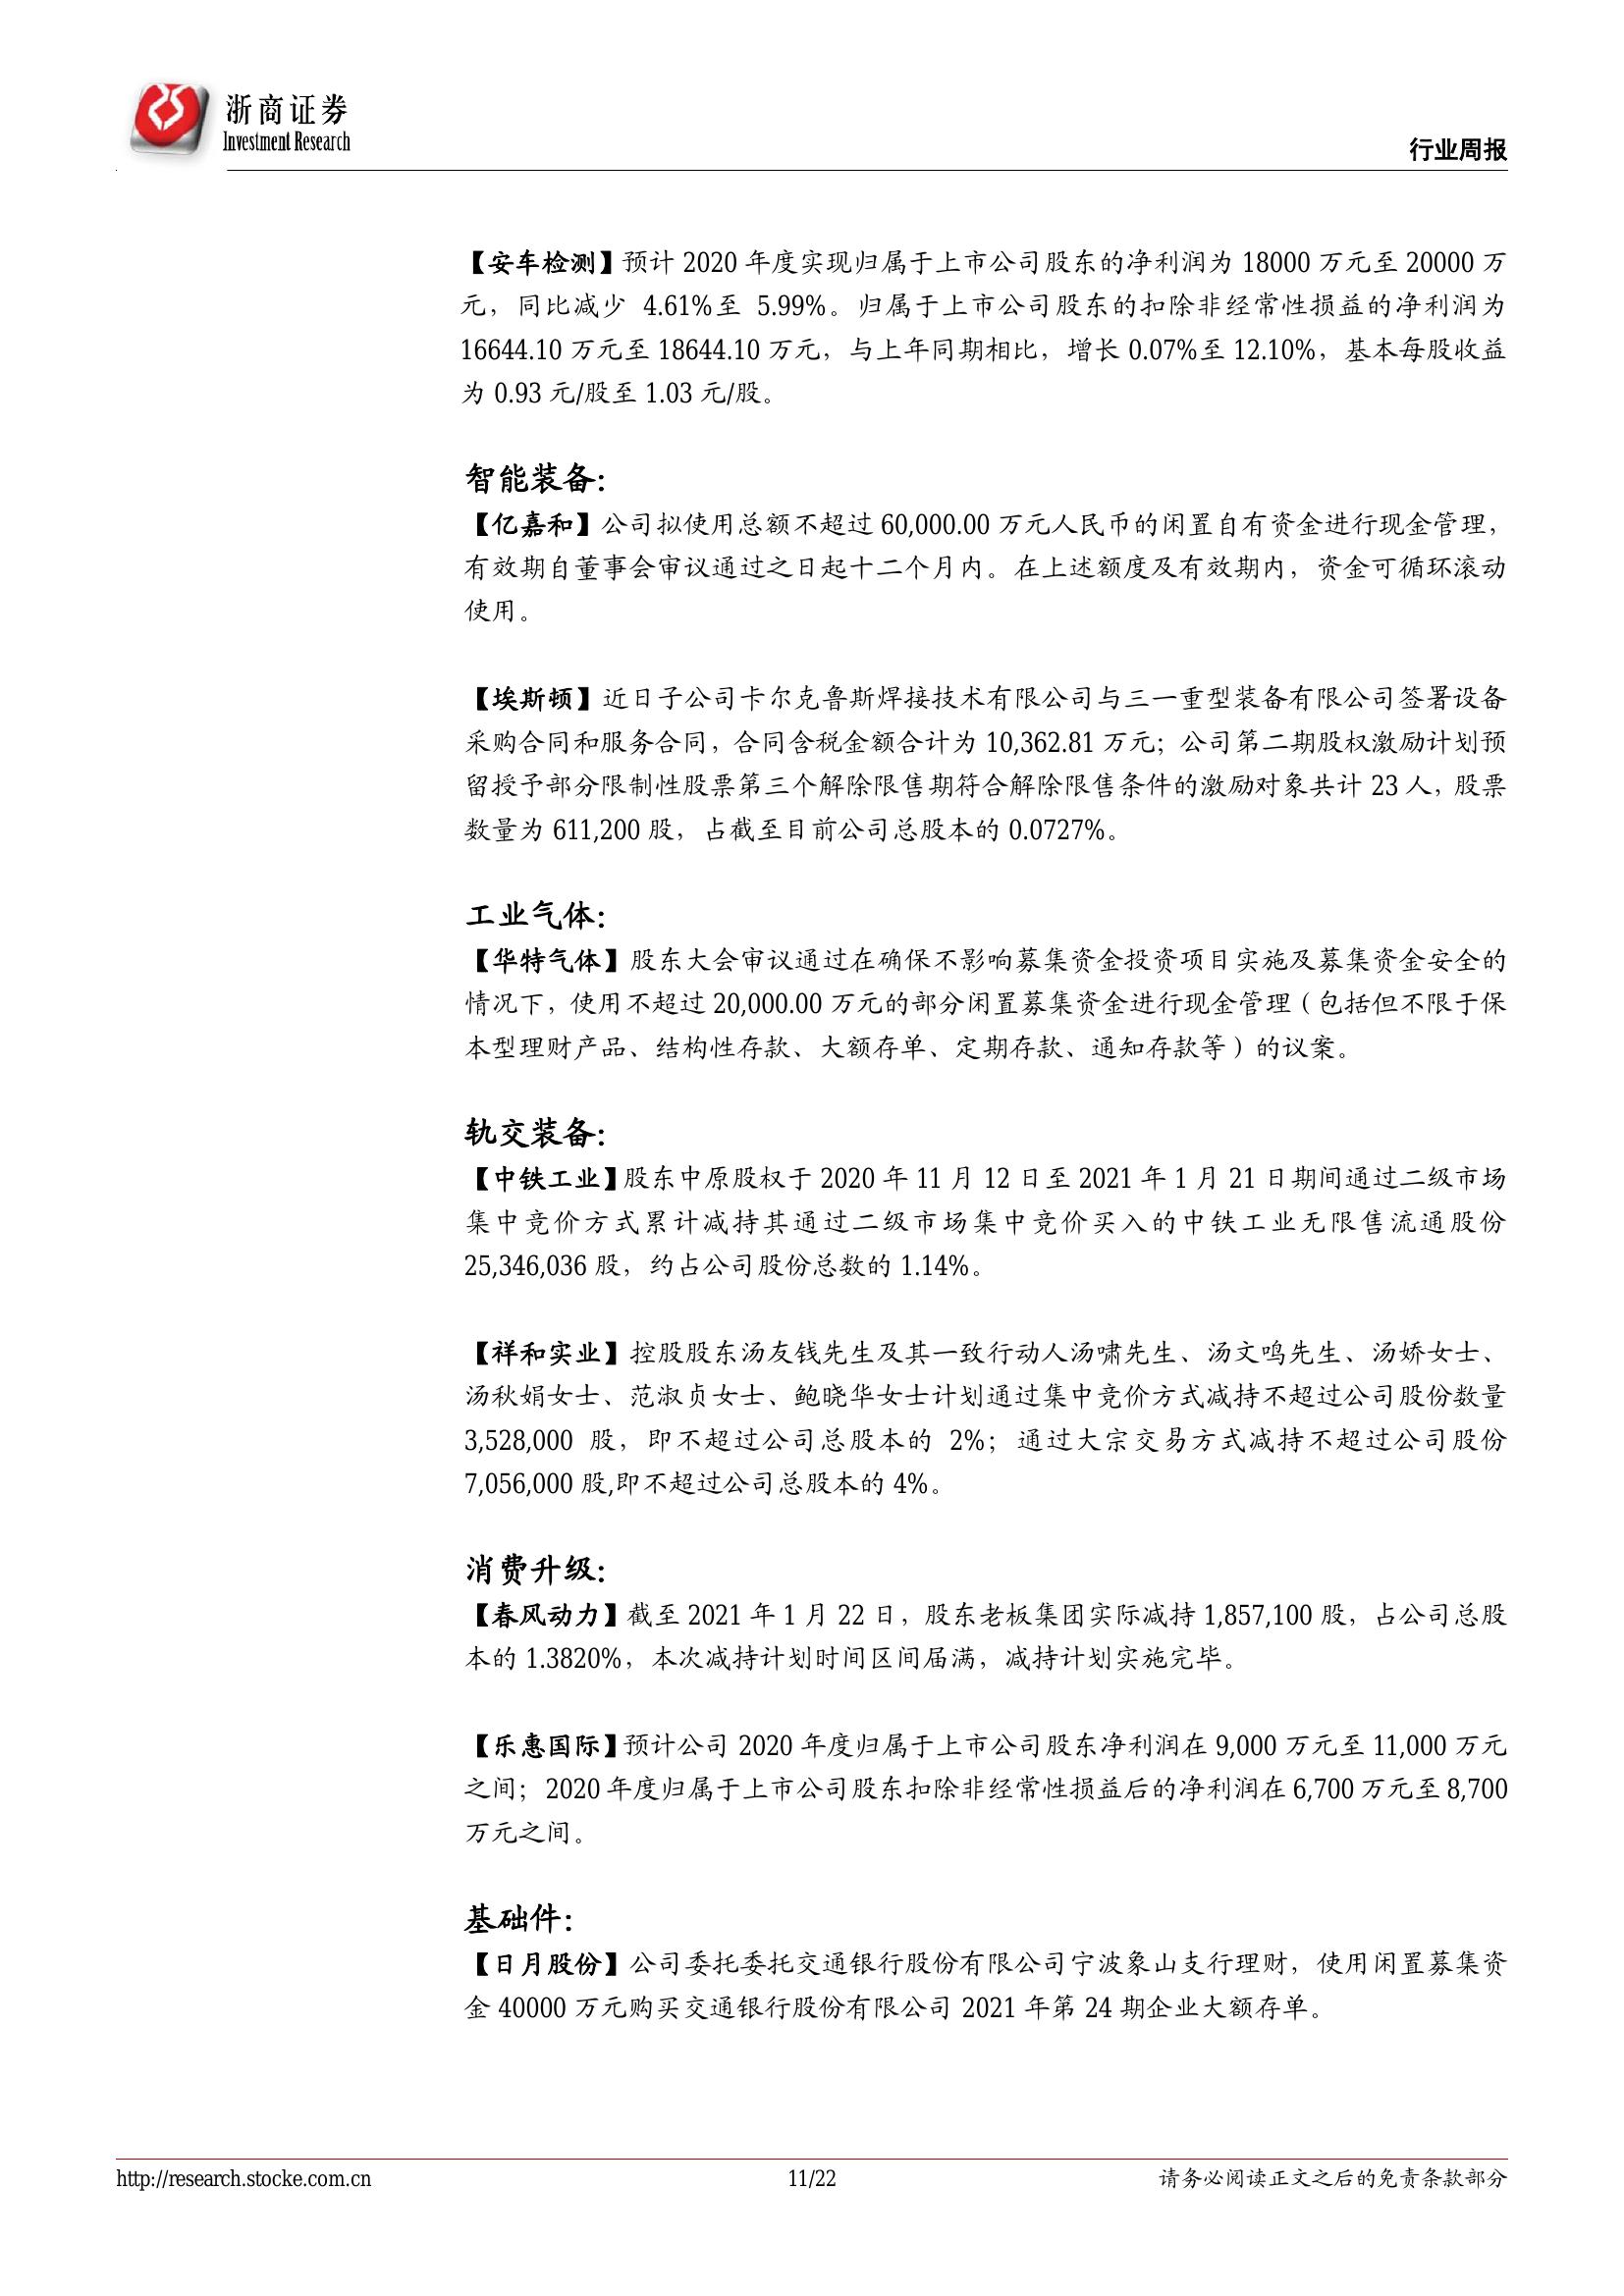 浙商证券
Investment Research
行业周报
【安车检测】预计 2020 年度实现归属于上市公司股东的净利润为 18000 万元至 20000 万
元，同比减少 4.61%至 5.99%。归属于上市公司股东的扣除非经常性损益的净利润为
16644.10 万元至 18644.10 万元，与上年同期相比，增长 0.07%至 12.10%，基本每股收益
为 0.93 元/股至 1.03 元/股。
智能装备：
【亿嘉和】公司拟使用总额不超过 60,000.00 万元人民币的闲置自有资金进行现金管理，
有效期自董事会审议通过之日起十二个月内。在上述额度及有效期内，资金可循环滚动
使用。
【埃斯顿】近日子公司卡尔克鲁斯焊接技术有限公司与三一重型装备有限公司签署设备
采购合同和服务合同，合同含税金额合计为 10,362.81 万元；公司第二期股权激励计划预
留授予部分限制性股票第三个解除限售期符合解除限售条件的激励对象共计 23 人，股票
数量为 611,200 股，占截至目前公司总股本的 0.0727%。
工业气体：
【华特气体】股东大会审议通过在确保不影响募集资金投资项目实施及募集资金安全的
情况下，使用不超过 20,000.00 万元的部分闲置募集资金进行现金管理（包括但不限于保
本型理财产品、结构性存款、大额存单、定期存款、通知存款等）的议案。
轨交装备：
【中铁工业】股东中原股权于 2020 年 11 月 12 日至 2021 年 1 月 21 日期间通过二级市场
集中竞价方式累计减持其通过二级市场集中竞价买入的中铁工业无限售流通股份
25,346,036 股，约占公司股份总数的 1.14%。
【祥和实业】控股股东汤友钱先生及其一致行动人汤啸先生、汤文鸣先生、汤娇女士、
汤秋娟女士、范淑贞女士、鲍晓华女士计划通过集中竞价方式减持不超过公司股份数量
3,528,000 股，即不超过公司总股本的 2%；通过大宗交易方式减持不超过公司股份
7,056,000 股,即不超过公司总股本的 4%。
消费升级：
【春风动力】截至 2021 年 1 月 22 日，股东老板集团实际减持 1,857,100 股，占公司总股
本的 1.3820%，本次减持计划时间区间届满，减持计划实施完毕。
【乐惠国际】预计公司 2020 年度归属于上市公司股东净利润在 9,000 万元至 11,000 万元
之间；2020 年度归属于上市公司股东扣除非经常性损益后的净利润在 6,700 万元至 8,700
万元之间。
基础件：
【日月股份】公司委托委托交通银行股份有限公司宁波象山支行理财，使用闲置募集资
金 40000 万元购买交通银行股份有限公司 2021 年第 24 期企业大额存单。
http://research.stocke.com.cn
11/22
请务必阅读正文之后的免责条款部分